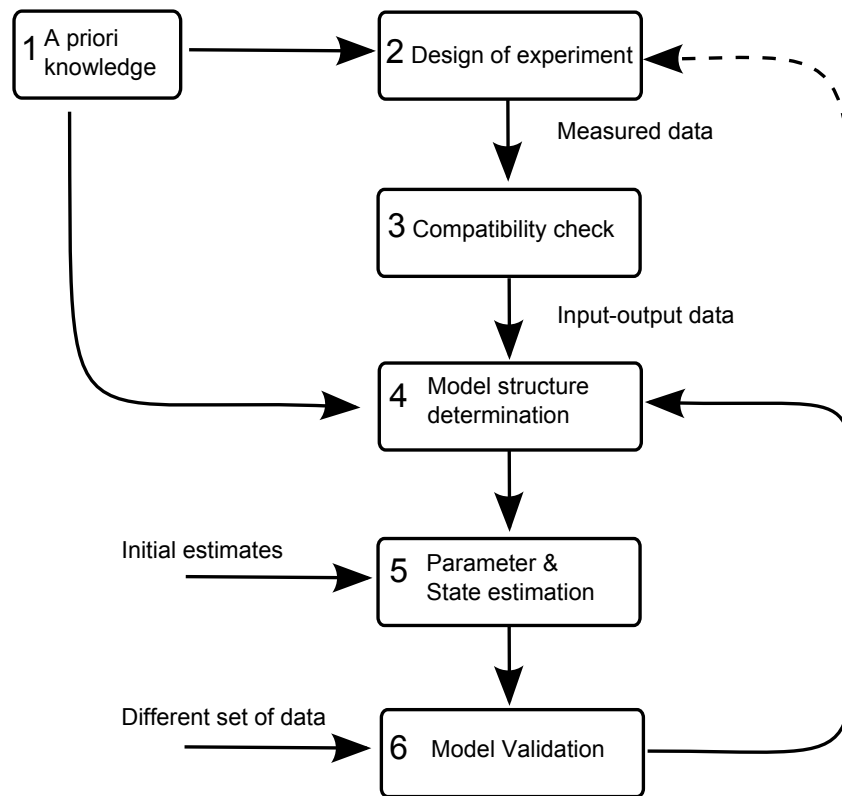 1 A priori
knowledge
2 Design of experiment
Measured data
3 Compatibility check
Input-output data
4 Model structure
determination
Initial estimates
5 Parameter &
State estimation
Different set of data
6 Model Validation